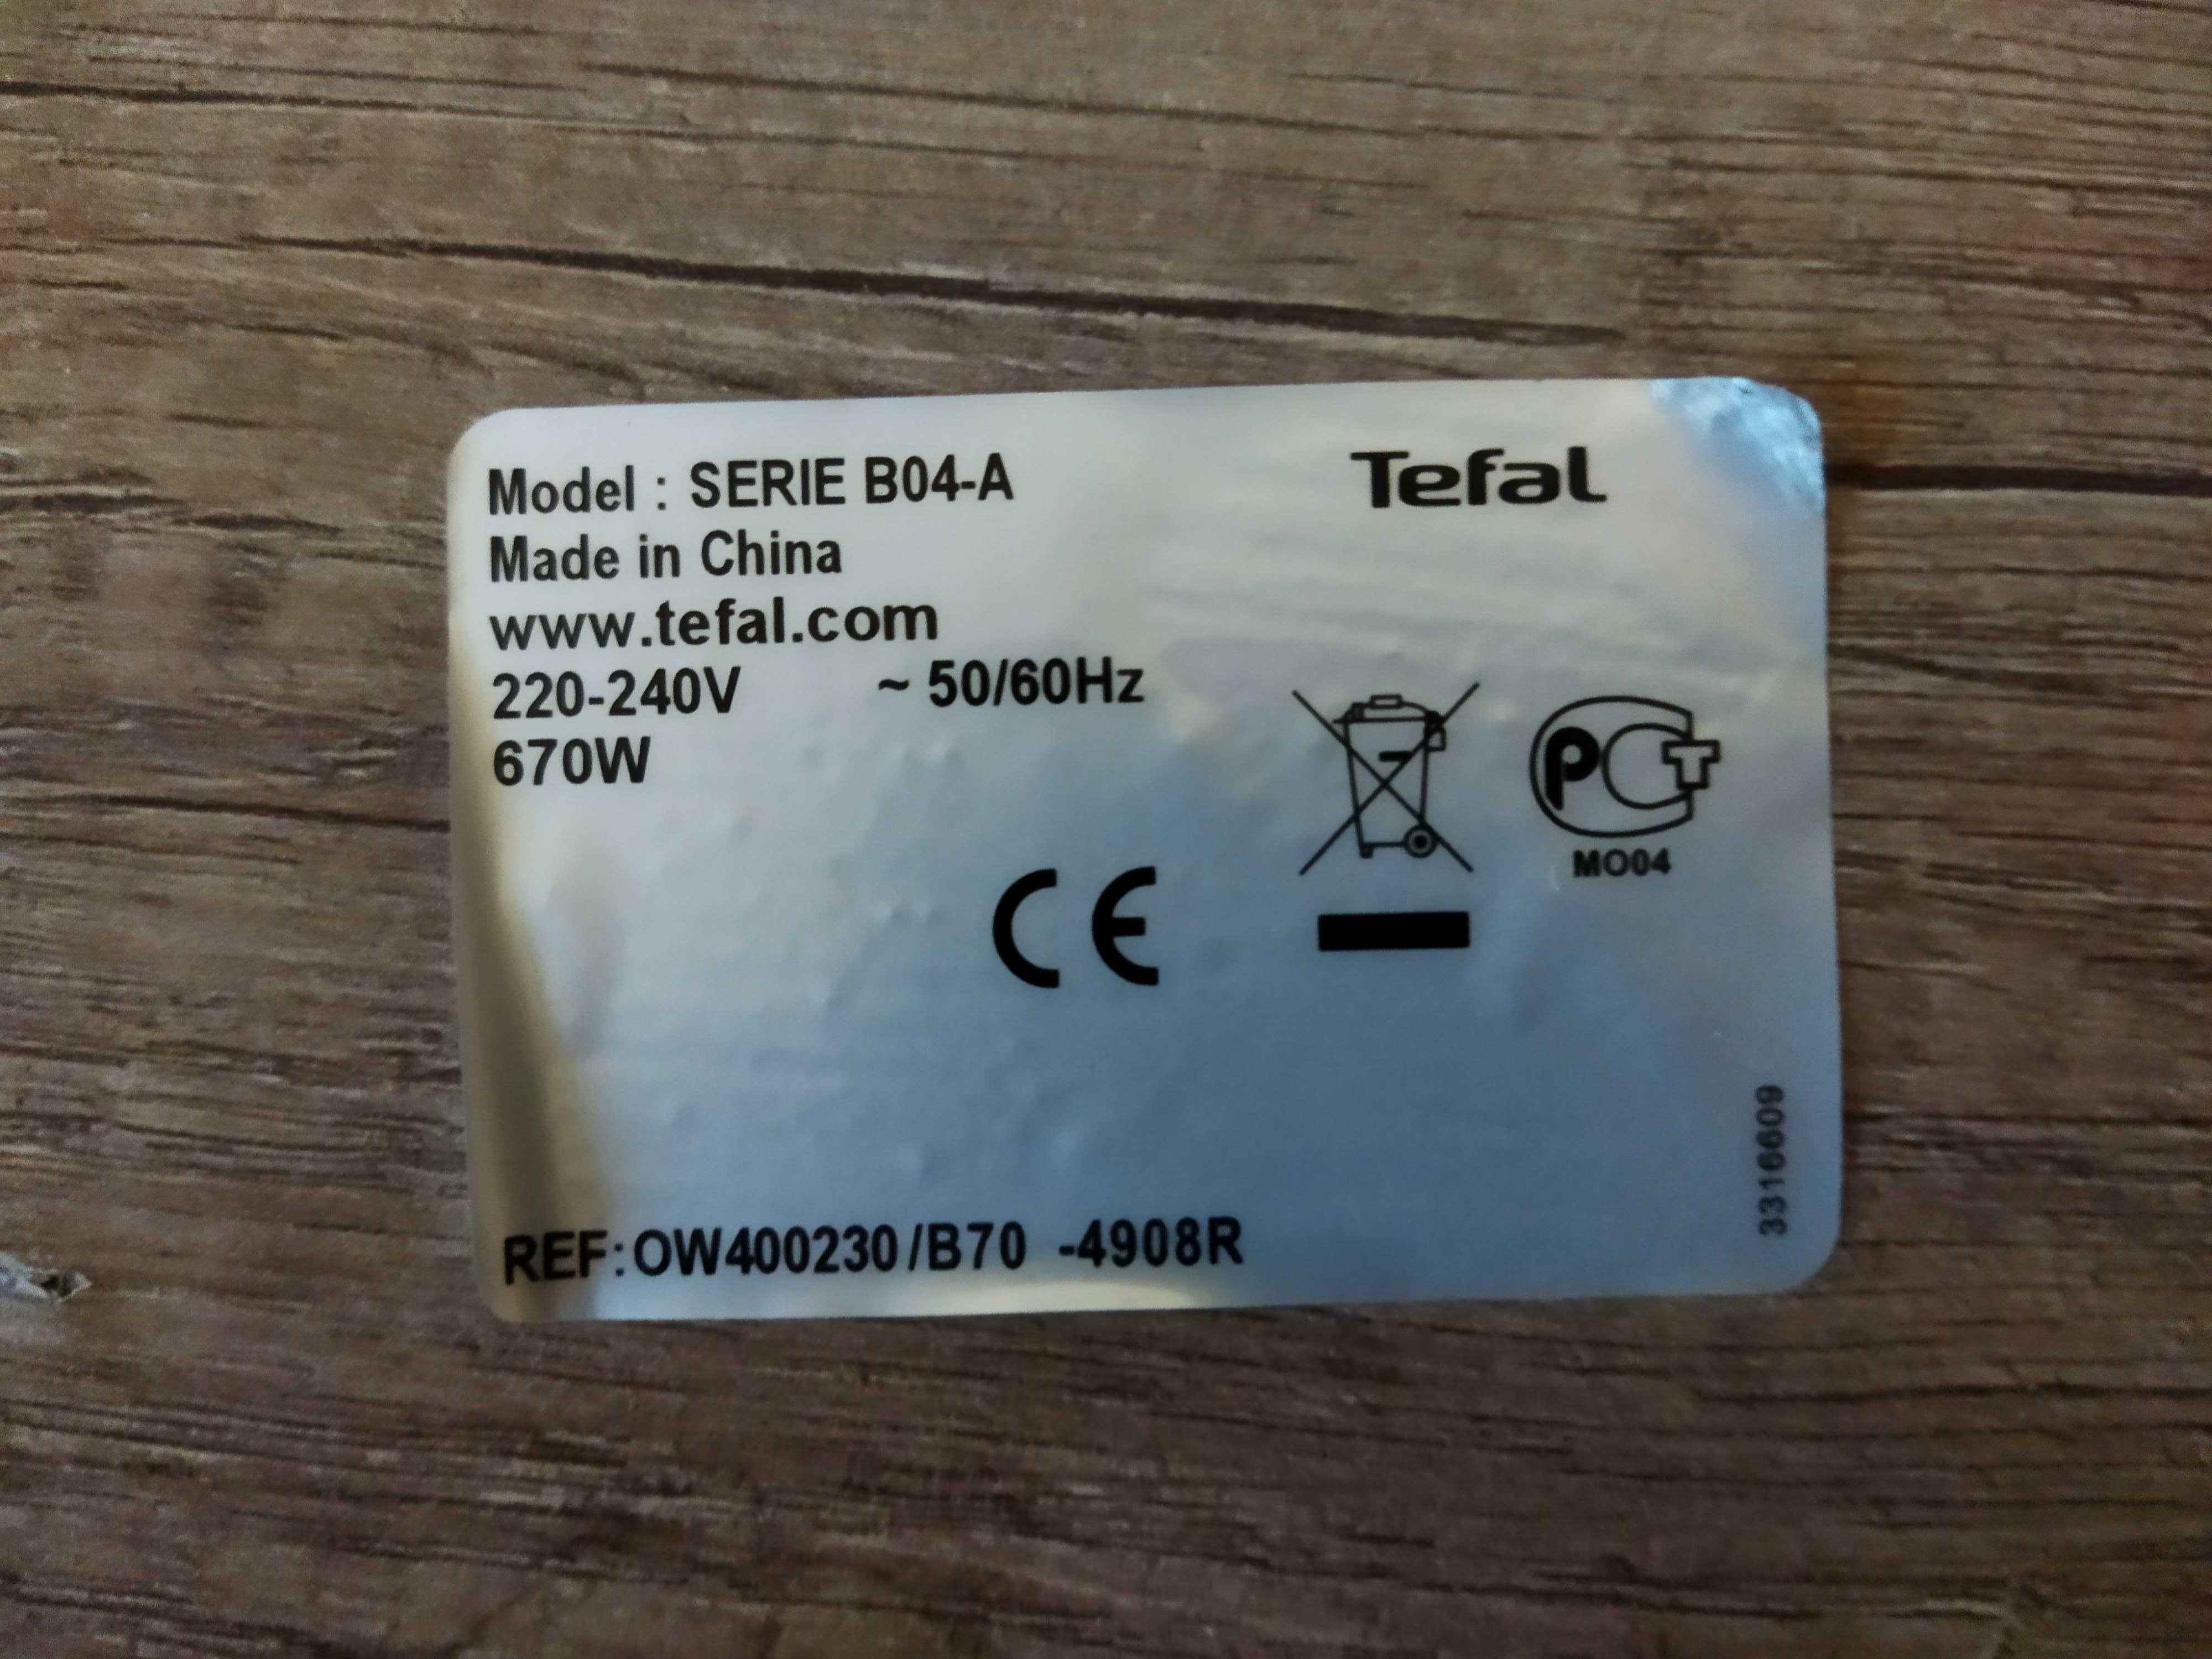 Model : SERIE B04-A
Tefal
Made in China
www.tefal.com
220-240V ~ 50/60Hz
670W
PCT
MO04
CE
3316609
REF:OW400230/B70 -4908R